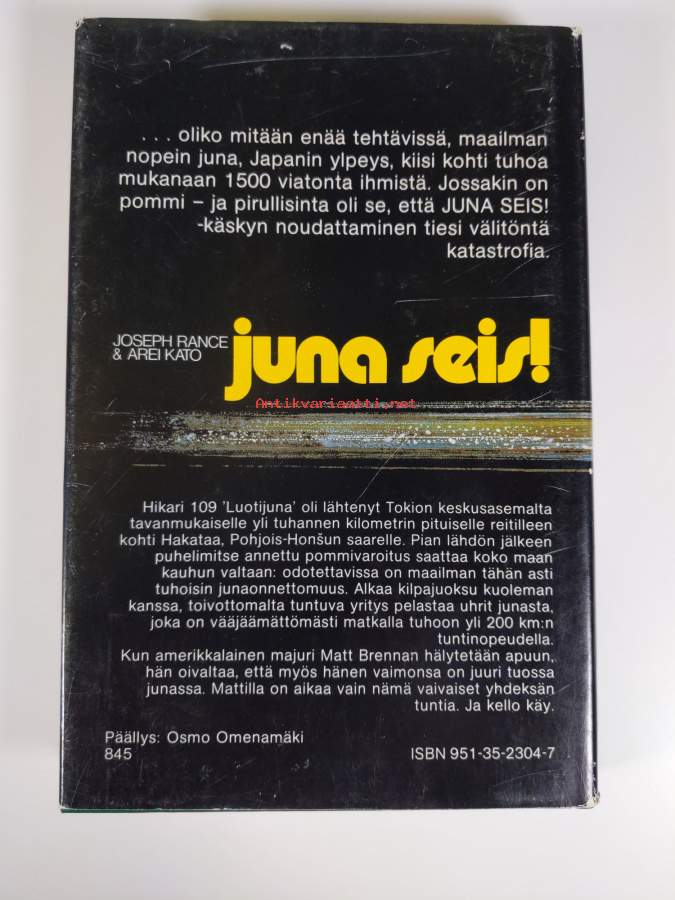 . . . oliko mitään enää tehtävissä, maailman
nopein juna, Japanin ylpeys, kiisi kohti tuhoa
mukanaan 1500 viatonta ihmistä. Jossakin on
pommi – ja pirullisinta oli se, että JUNA SEIS!
-käskyn noudattaminen tiesi välitöntä
katastrofia.
JOSEPH RANCE
& AREI KATO
juna seis!
Antikvariaatti.net
Hikari 109 'Luotijuna' oli lähtenyt Tokion keskusasemalta
tavanmukaiselle yli tuhannen kilometrin pituiselle reitilleen
kohti Hakataa, Pohjois-Honšun saarelle. Pian lähdön jälkeen
puhelimitse annettu pommivaroitus saattaa koko maan
kauhun valtaan: odotettavissa on maailman tähän asti
tuhoisin junaonnettomuus. Alkaa kilpajuoksu kuoleman
kanssa, toivottomalta tuntuva yritys pelastaa uhrit junasta,
joka on vääjäämättömästi matkalla tuhoon yli 200 km:n
tuntinopeudella.
Kun amerikkalainen majuri Matt Brennan hälytetään apuun,
hän oivaltaa, että myös hänen vaimonsa on juuri tuossa
junassa. Mattilla on aikaa vain nämä vaivaiset yhdeksän
tuntia. Ja kello käy.
Päällys: Osmo Omenamäki
845
ISBN 951-35-2304-7